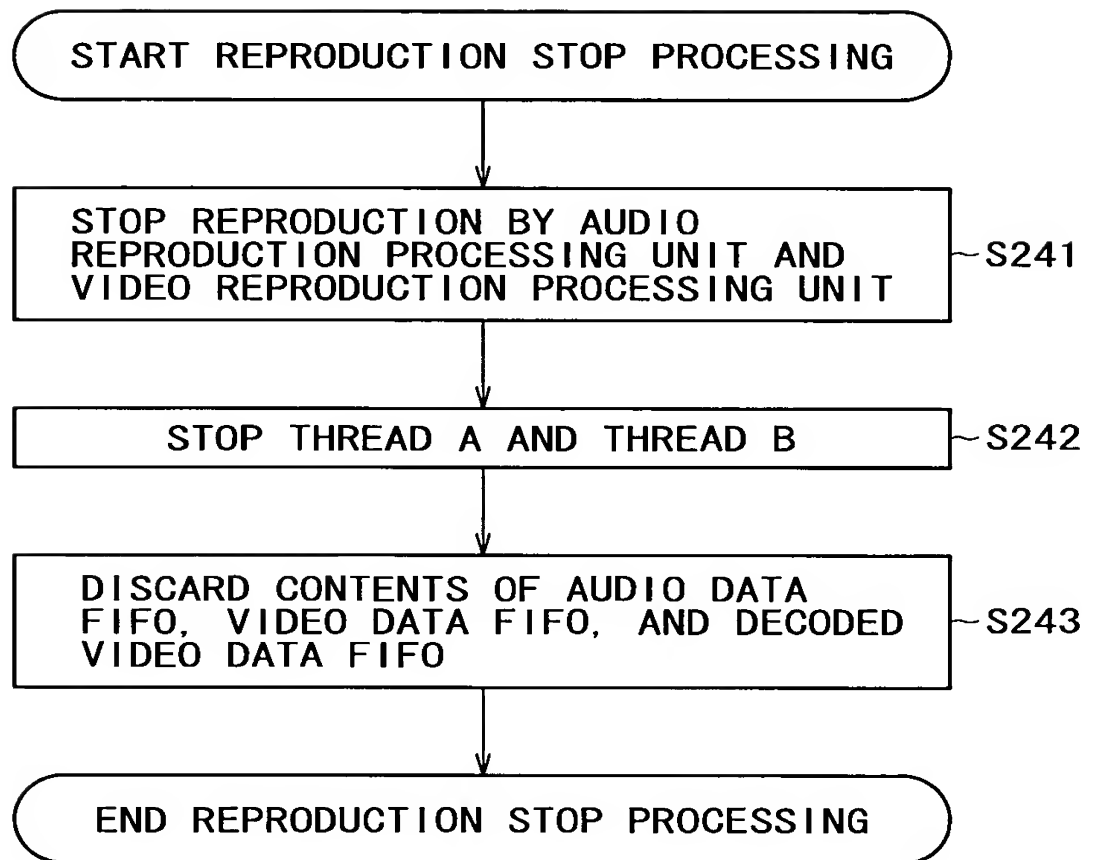 START REPRODUCTION STOP PROCESSING
STOP REPRODUCTION BY AUDIO
REPRODUCTION PROCESSING UNIT AND
VIDEO REPRODUCTION PROCESSING UNIT
S241
STOP THREAD A AND THREAD B
S242
DISCARD CONTENTS OF AUDIO DATA
FIFO, VIDEO DATA FIFO, AND DECODED
VIDEO DATA FIFO
S243
END REPRODUCTION STOP PROCESSING